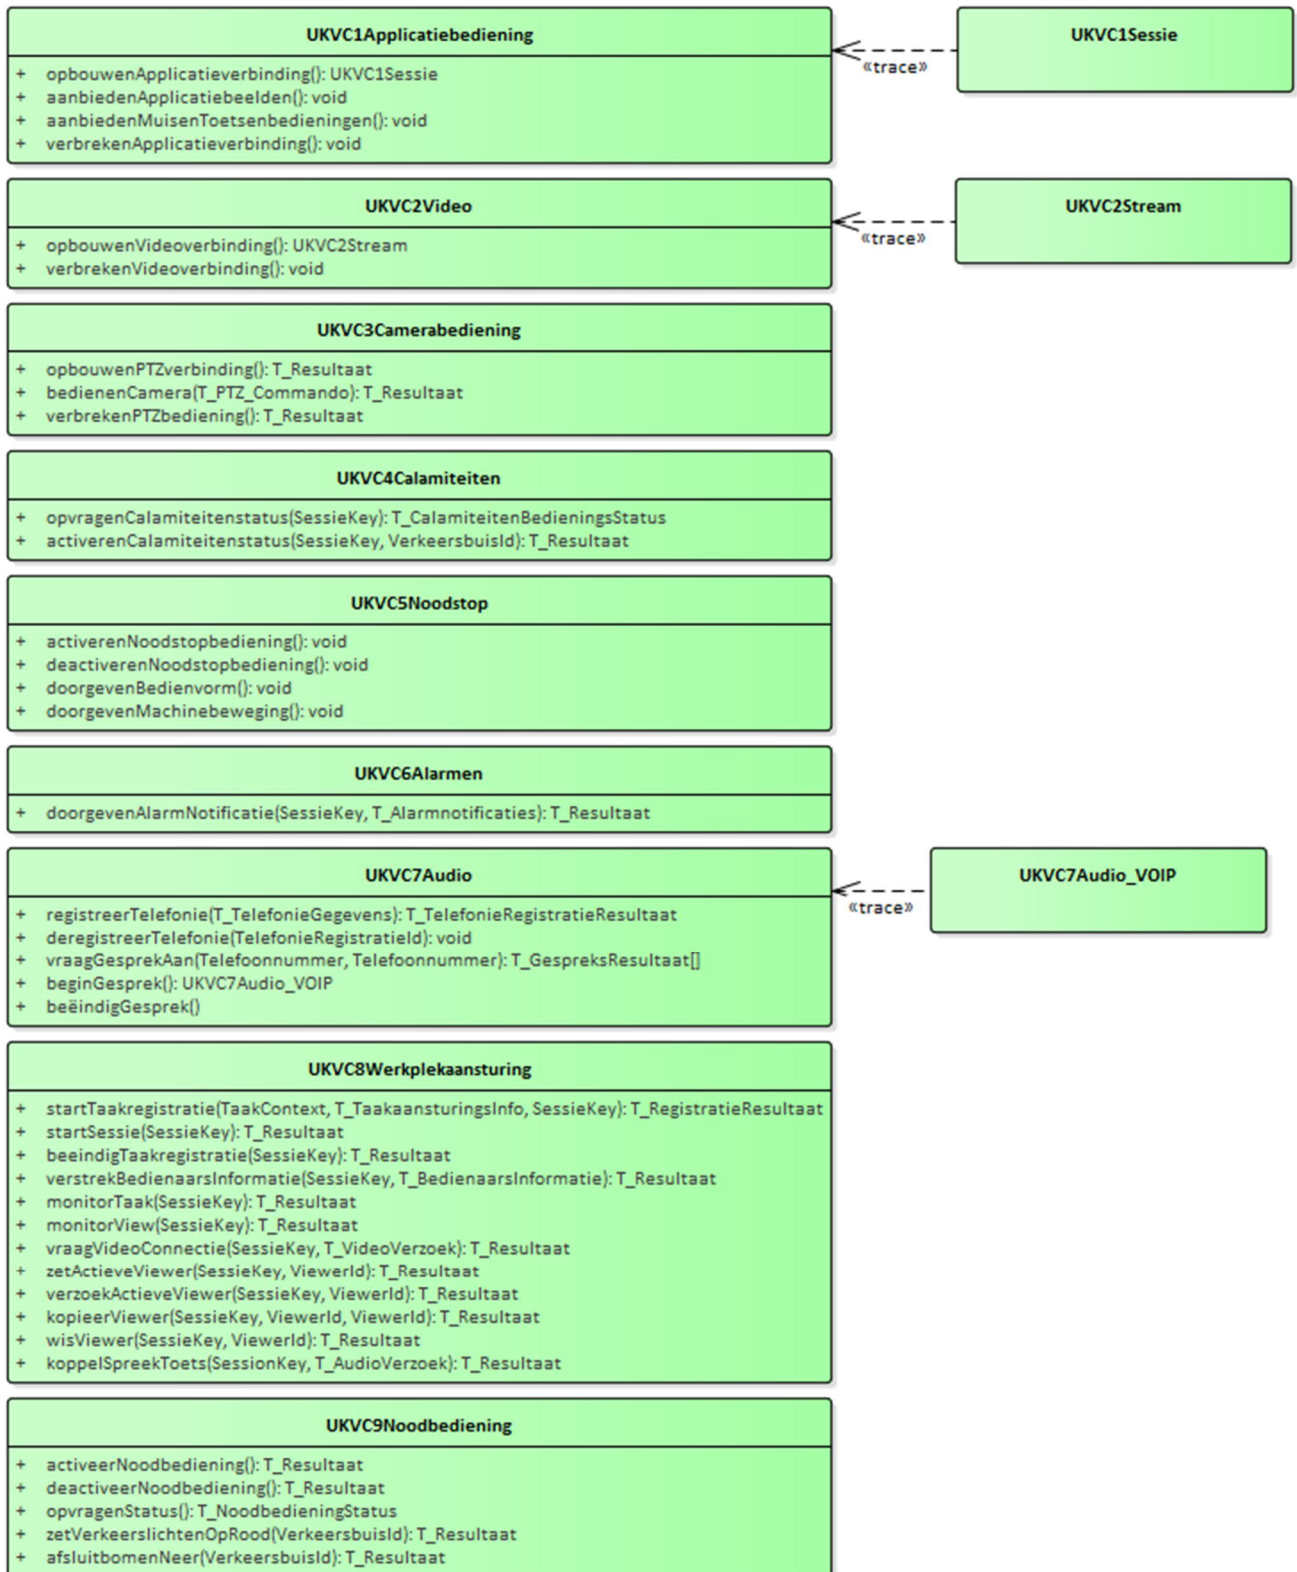 UKVC1Applicatiebediening
+ opbouwenApplicatieverbinding(): UKVC1Sessie
+ aanbiedenApplicatiebeelden(): void
+ aanbiedenMuisenToetsenbedieningen(): void
+ verbrekenApplicatieverbinding(): void
«trace»
UKVC1Sessie
UKVC2Video
+ opbouwenVideoverbinding(): UKVC2Stream
+ verbrekenVideoverbinding(): void
«trace»
UKVC2Stream
UKVC3Camerabediening
+ opbouwenPTZverbinding(): T_Resultaat
+ bedienenCamera(T_PTZ_Commando): T_Resultaat
+ verbrekenPTZbediening(): T_Resultaat
UKVC4Calamiteiten
+ opvragenCalamiteitenstatus(SessieKey): T_CalamiteitenBedieningsStatus
+ activerenCalamiteitenstatus(SessieKey, VerkeersbuisId): T_Resultaat
UKVC5Noodstop
+ activerenNoodstopbediening(): void
+ deactiverenNoodstopbediening(): void
+ doorgevenBedienvorm(): void
+ doorgevenMachinebeweging(): void
UKVC6Alarmen
+ doorgevenAlarmNotificatie(SessieKey, T_Alarmnotificaties): T_Resultaat
UKVC7Audio
+ registreerTelefonie(T_TelefonieGegevens): T_TelefonieRegistratieResultaat
+ deregistreerTelefonie(TelefonieRegistratieId): void
+ vraagGesprekAan(Telefoonnummer, Telefoonnummer): T_GespreksResultaat[]
+ beginGesprek(): UKVC7Audio_VOIP
+ beëindigGesprek()
«trace»
UKVC7Audio_VOIP
UKVC8Werkplekaansturing
+ startTaakregistratie(TaakContext, T_TaakaansturingsInfo, SessieKey): T_RegistratieResultaat
+ startSessie(SessieKey): T_Resultaat
+ beeindigTaakregistratie(SessieKey): T_Resultaat
+ verstrekBedienaarsInformatie(SessieKey, T_BedienaarsInformatie): T_Resultaat
+ monitorTaak(SessieKey): T_Resultaat
+ monitorView(SessieKey): T_Resultaat
+ vraagVideoConnectie(SessieKey, T_VideoVerzoek): T_Resultaat
+ zetActieveViewer(SessieKey, ViewerId): T_Resultaat
+ verzoekActieveViewer(SessieKey, ViewerId): T_Resultaat
+ kopieerViewer(SessieKey, ViewerId, ViewerId): T_Resultaat
+ wisViewer(SessieKey, ViewerId): T_Resultaat
+ koppelSpreekToets(SessionKey, T_AudioVerzoek): T_Resultaat
UKVC9Noodbediening
+ activeerNoodbediening(): T_Resultaat
+ deactiveerNoodbediening(): T_Resultaat
+ opvragenStatus(): T_NoodbedieningStatus
+ zetVerkeerslichtenOpRood(VerkeersbuisId): T_Resultaat
+ afsluitbomenNeer(VerkeersbuisId): T_Resultaat